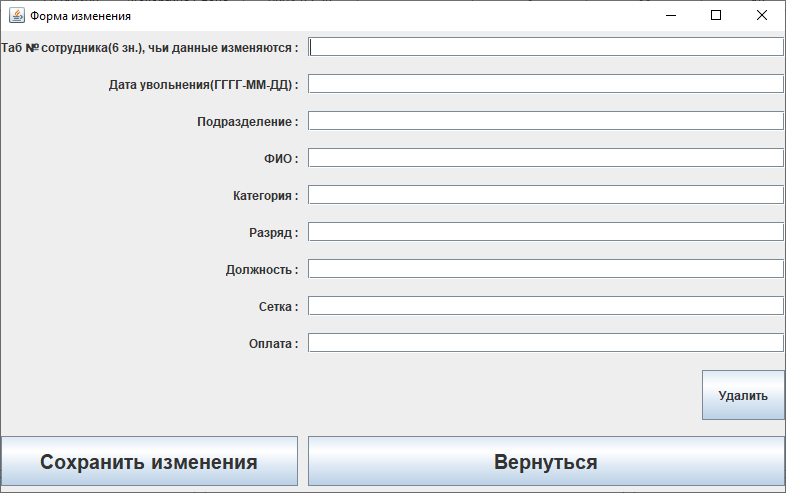 Форма изменения
Таб № сотрудника(6 зн.), чьи данные изменяются :
Дата увольнения(ГГГГ-ММ-ДД) :
Подразделение :
ФИО :
Категория :
Разряд :
Должность :
Сетка :
Оплата :
Удалить
Сохранить изменения
Вернуться